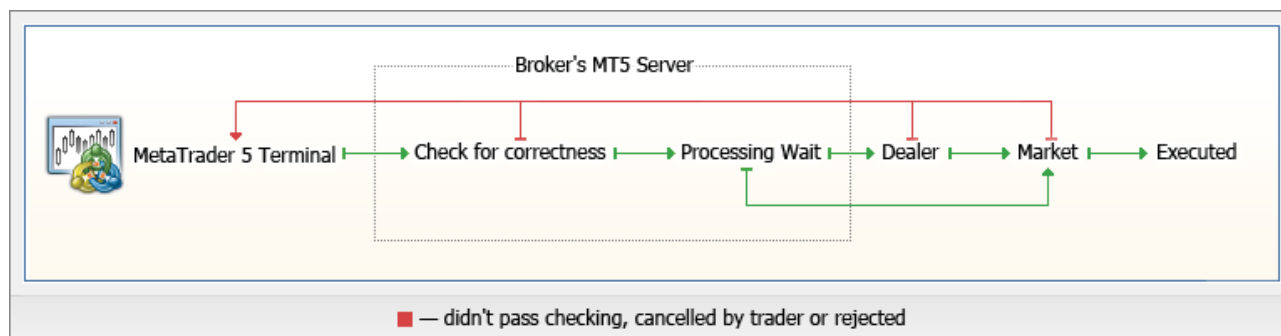 Broker's MT5 Server
MetaTrader 5 Terminal Check for correctness Processing Wait Dealer Market Executed
— didn't pass checking, cancelled by trader or rejected